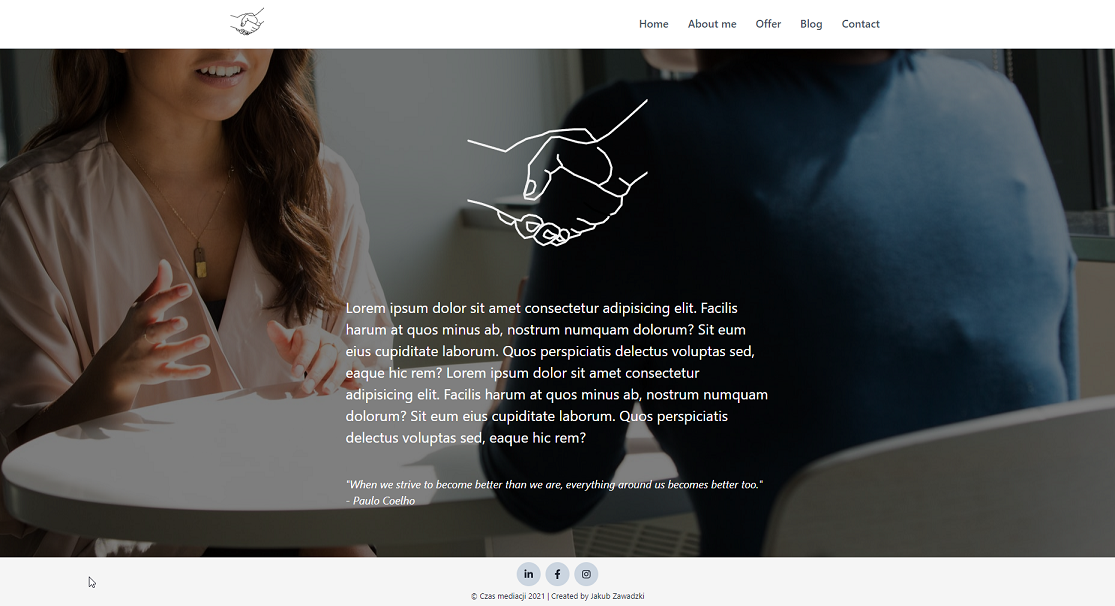 Home About me Offer Blog Contact
Lorem ipsum dolor sit amet consectetur adipisicing elit. Facilis
harum at quos minus ab, nostrum numquam dolorum? Sit eum
eius cupiditate laborum. Quos perspiciatis delectus voluptas sed,
eaque hic rem? Lorem ipsum dolor sit amet consectetur
adipisicing elit. Facilis harum at quos minus ab, nostrum numquam
dolorum? Sit eum eius cupiditate laborum. Quos perspiciatis
delectus voluptas sed, eaque hic rem?
"When we strive to become better than we are, everything around us becomes better too."
- Paulo Coelho
in f
© Czas mediacji 2021 | Created by Jakub Zawadzki